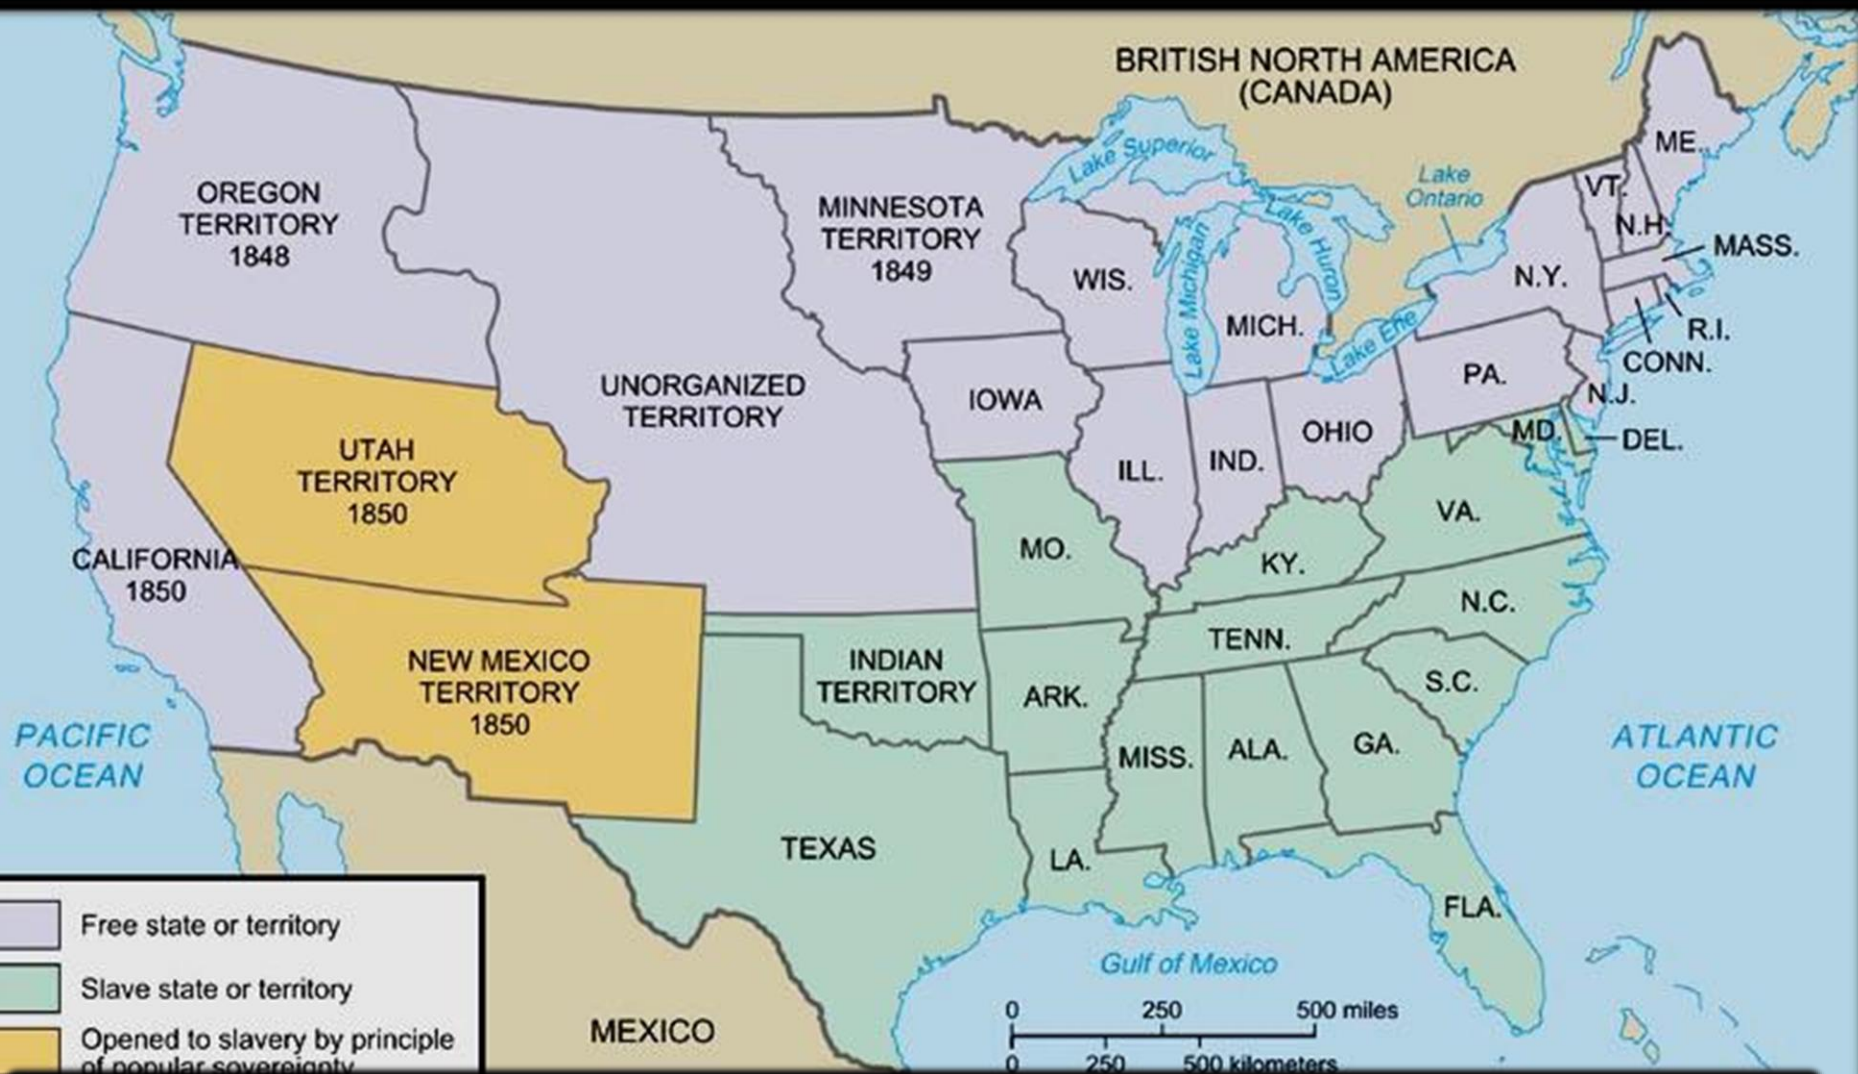 BRITISH NORTH AMERICA
(CANADA)
OREGON
TERRITORY
1848
MINNESOTA
TERRITORY
1849
Lake Superior
Lake
Ontario
Lake Huron
Lake Michigan
Lake Erie
ME.
VT.
N.H.
MASS.
N.Y.
R.I.
CONN.
WIS.
MICH.
PA.
N.J.
UNORGANIZED
TERRITORY
IOWA
ILL.
IND.
OHIO
MD.
DEL.
UTAH
TERRITORY
1850
CALIFORNIA
1850
MO.
KY.
VA.
N.C.
TENN.
S.C.
NEW MEXICO
TERRITORY
1850
INDIAN
TERRITORY
ARK.
MISS.
ALA.
GA.
PACIFIC
OCEAN
ATLANTIC
OCEAN
TEXAS
LA.
FLA.
Gulf of Mexico
MEXICO
Free state or territory
Slave state or territory
Opened to slavery by principle
of popular sovereignty
0 250 500 miles
0 250 500 kilometers